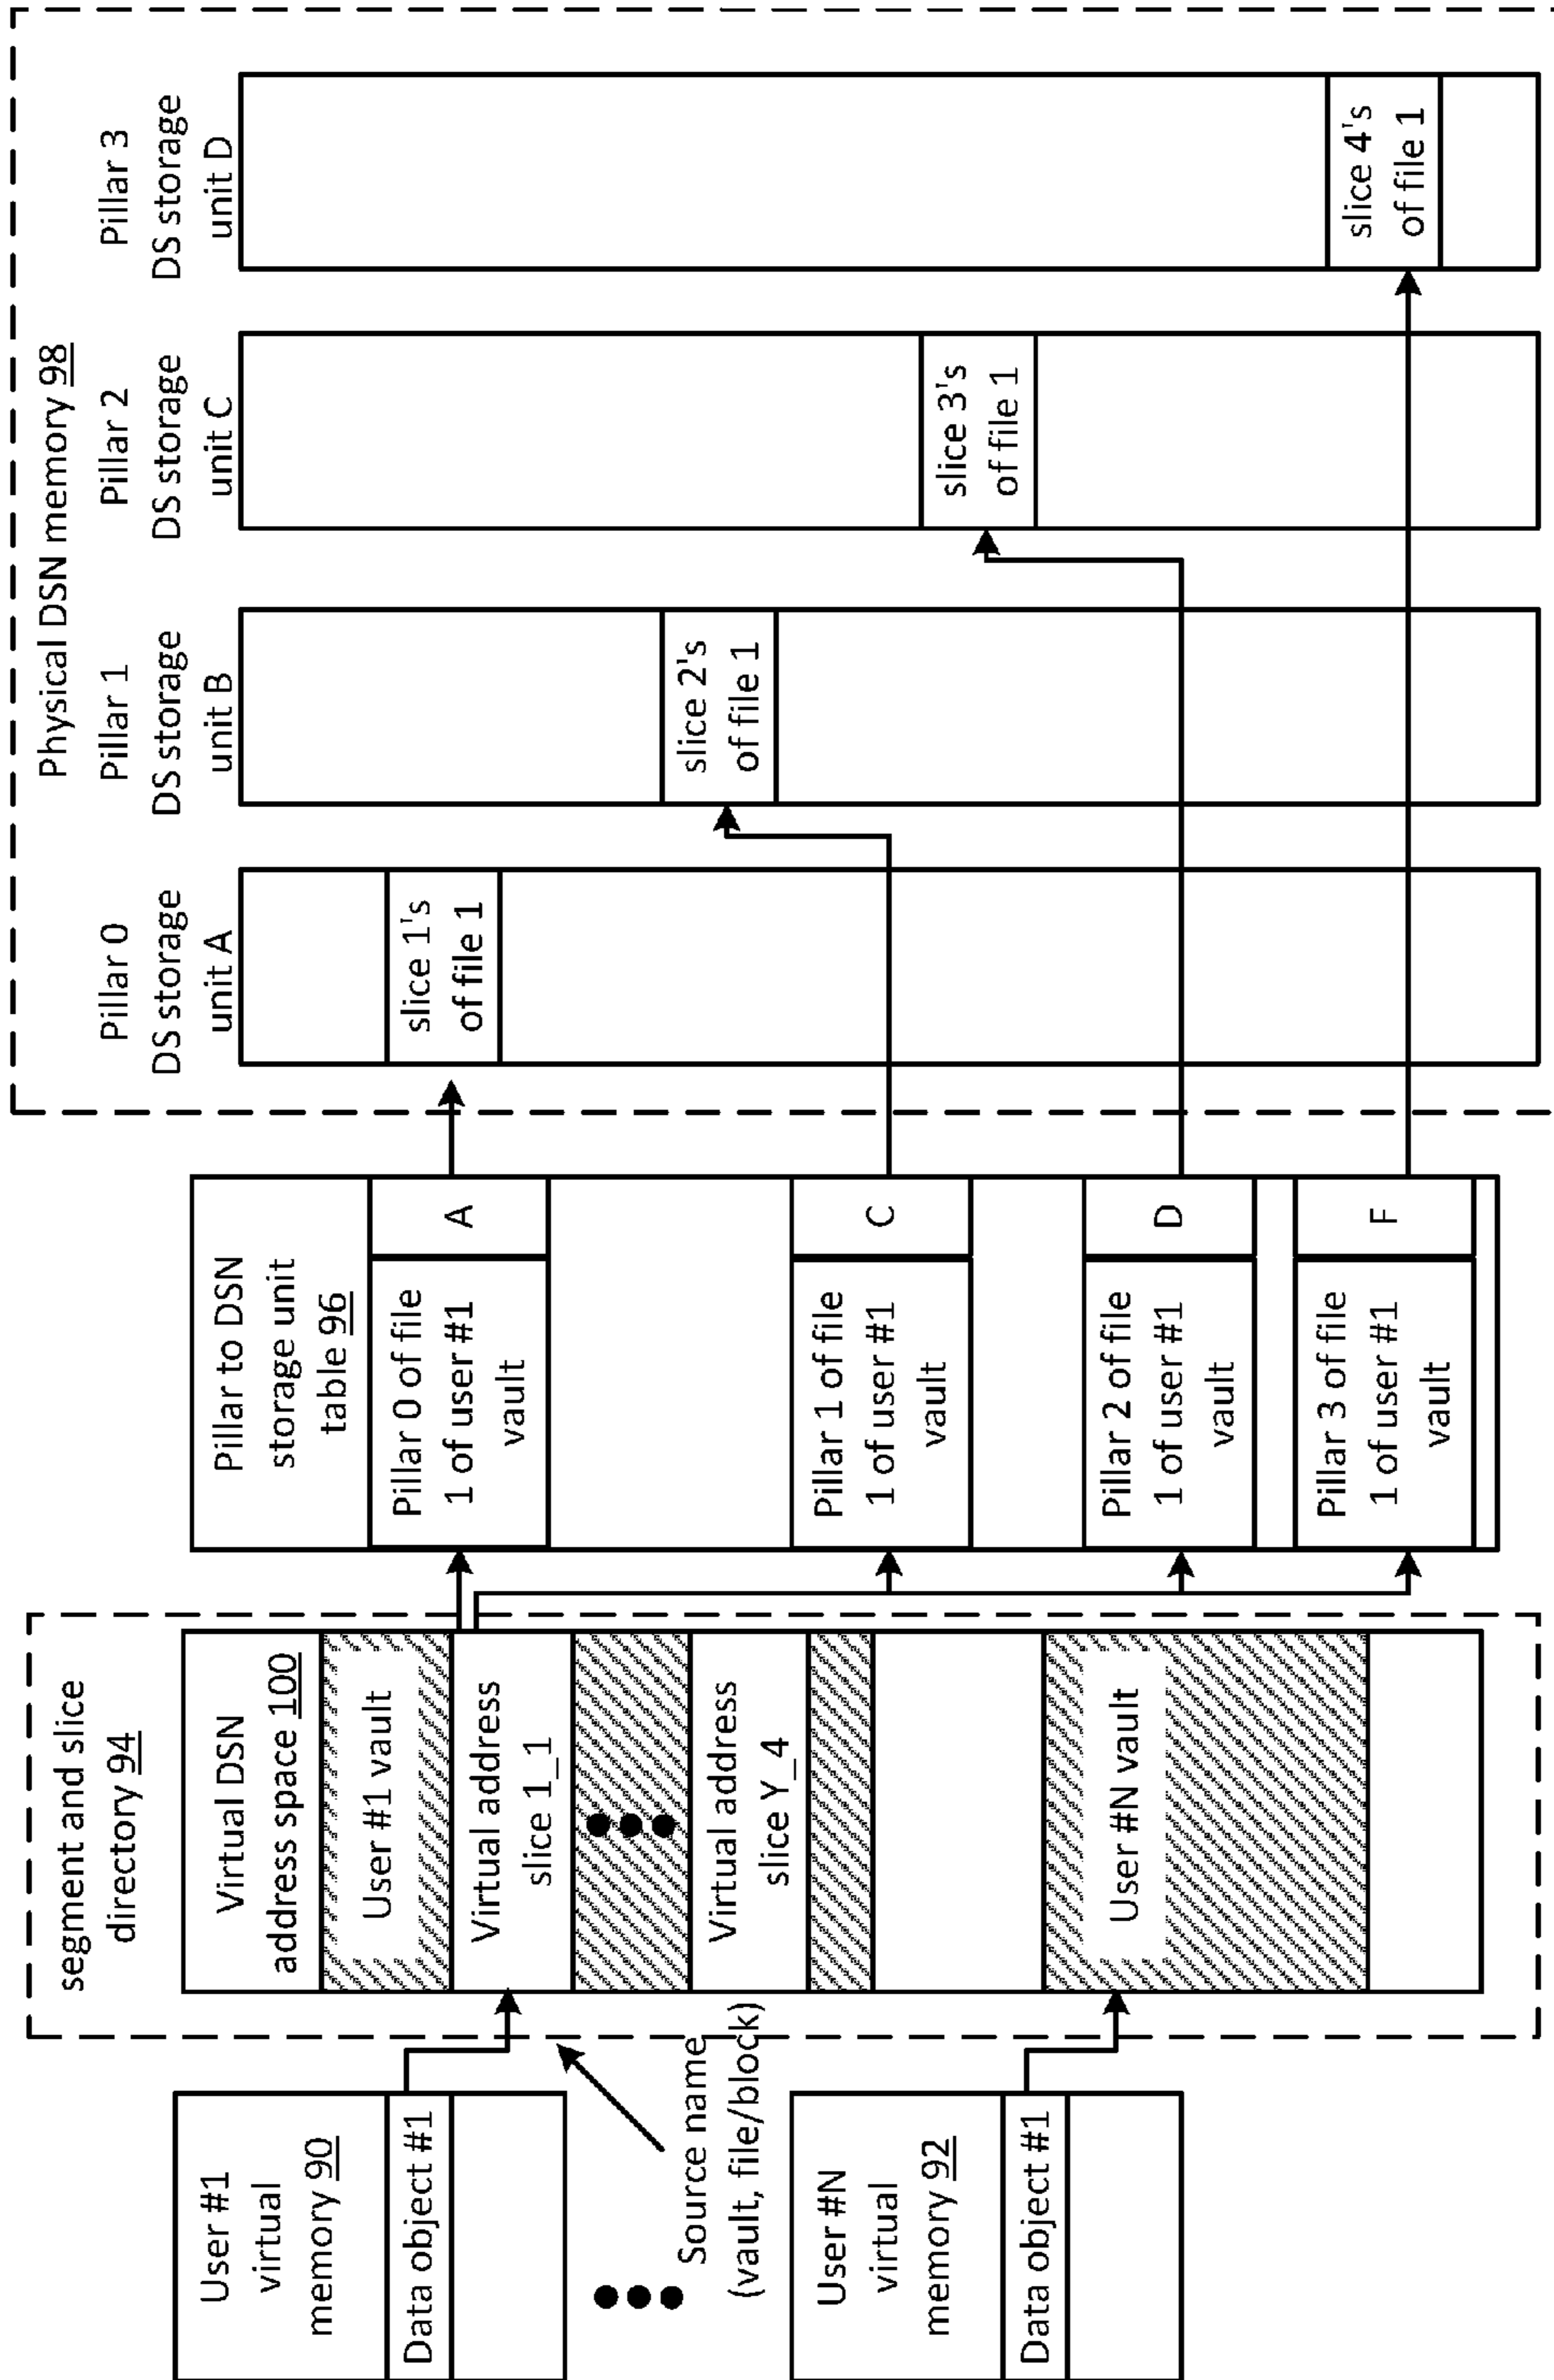 User #1
virtual
memory 90
Data object #1
Source name
(vault, file/block)
User #N
virtual
memory 92
Data object #1
segment and slice
directory 94
Virtual DSN
address space 100
User #1 vault
Virtual address
slice 1_1
Virtual address
slice Y_4
User #N vault
Pillar to DSN
storage unit
table 96
Pillar 0 of file
1 of user #1
vault
A
Pillar 1 of file
1 of user #1
vault
C
Pillar 2 of file
1 of user #1
vault
D
Pillar 3 of file
1 of user #1
vault
F
Physical DSN memory 98
Pillar 0
DS storage
unit A
slice 1's
of file 1
Pillar 1
DS storage
unit B
slice 2's
of file 1
Pillar 2
DS storage
unit C
slice 3's
of file 1
Pillar 3
DS storage
unit D
slice 4's
of file 1